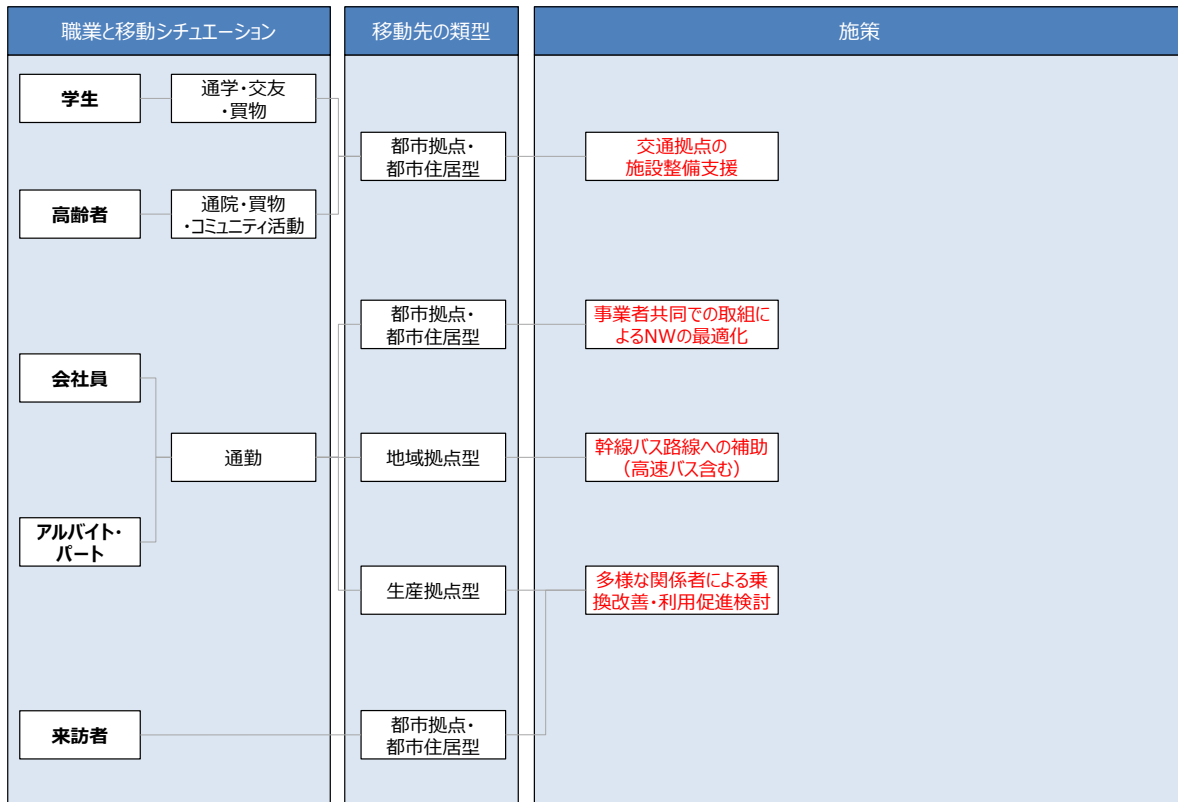 職業と移動シチュエーション
移動先の類型
施策
学生
通学・交友
・買物
都市拠点・
都市住居型
交通拠点の
施設整備支援
高齢者
通院・買物
・コミュニティ活動
都市拠点・
都市住居型
事業者共同での取組に
よるNWの最適化
会社員
通勤
地域拠点型
幹線バス路線への補助
（高速バス含む）
アルバイト・
パート
生産拠点型
多様な関係者による乗
換改善・利用促進検討
来訪者
都市拠点・
都市住居型